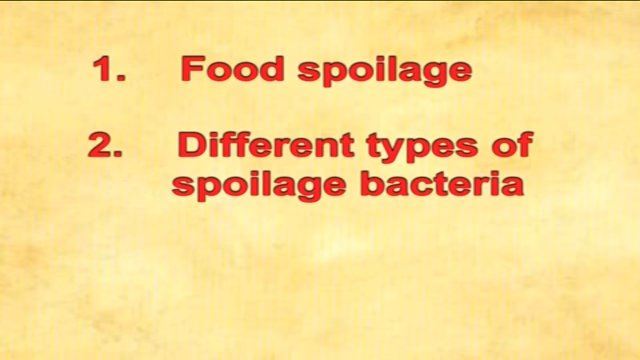 1. Food spoilage
2. Different types of
spoilage bacteria